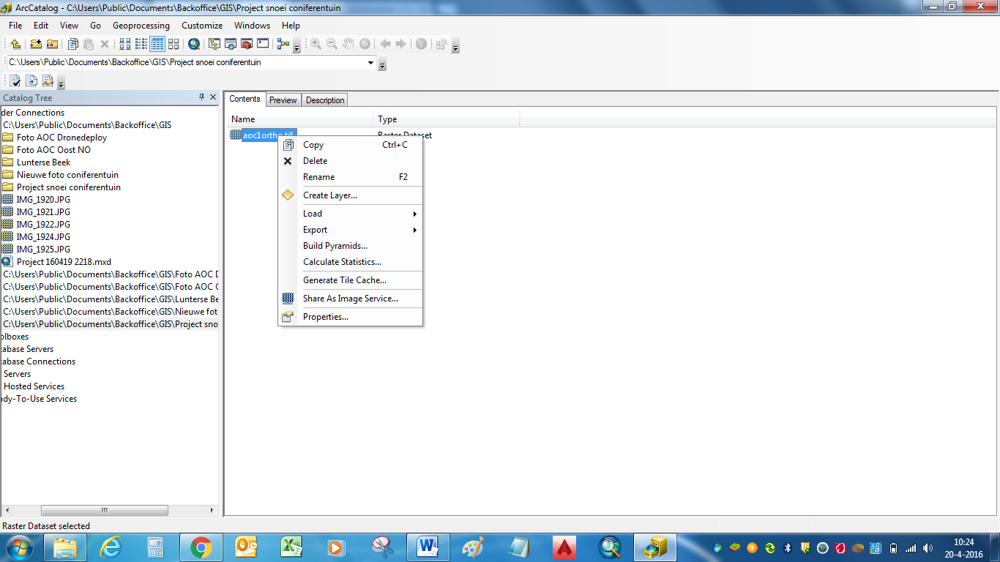 ArcCatalog - C:\Users\Public\Documents\Backoffice\GIS\Project snoei coniferentuin
File Edit View Go Geoprocessing Customize Windows Help
C:\Users\Public\Documents\Backoffice\GIS\Project snoei coniferentuin
Catalog Tree
der Connections
C:\Users\Public\Documents\Backoffice\GIS
Foto AOC Dronedeploy
Foto AOC Oost NO
Lunterse Beek
Nieuwe foto coniferentuin
Project snoei coniferentuin
IMG_1920.JPG
IMG_1921.JPG
IMG_1922.JPG
IMG_1924.JPG
IMG_1925.JPG
Project 160419 2218.mxd
C:\Users\Public\Documents\Backoffice\GIS\Foto AOC D
C:\Users\Public\Documents\Backoffice\GIS\Foto AOC O
C:\Users\Public\Documents\Backoffice\GIS\Lunterse Be
C:\Users\Public\Documents\Backoffice\GIS\Nieuwe fot
C:\Users\Public\Documents\Backoffice\GIS\Project sno
olboxes
tabase Servers
tabase Connections
Servers
Hosted Services
ady-To-Use Services
Contents Preview Description
Name Type
aoc1ortho.tif Raster Dataset
Copy Ctrl+C
Delete
Rename F2
Create Layer...
Load
Export
Build Pyramids...
Calculate Statistics...
Generate Tile Cache...
Share As Image Service...
Properties...
Raster Dataset selected
10:24
20-4-2016